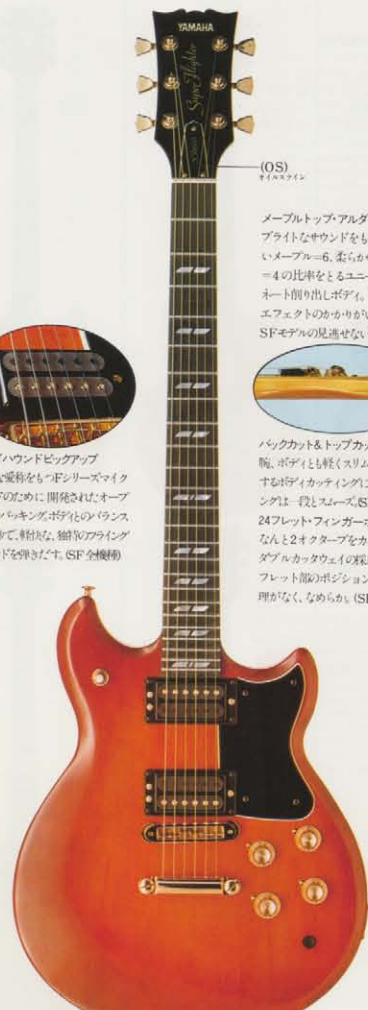 YAMAHA
Super Flighter
(OS)
オイルステイン
メープルトップ・アルダ
ブライトなサウンドをも
いメープル=6、柔らか
=4の比率をとるユニー
ネート削り出しボディ。
エフェクトのかかりが
SFモデルの見逃せない
ハウンドピックアップ
な愛称をもつFシリーズマイク
Fのために開発されたオープ
バッキング。ボディとのバランス
で、軽快な、独特のフライング
ドを弾きだす。(SF全機種)
バックカット&トップカッ
腕、ボディとも軽くスリム
するボディカッティングに
ングは一段とスムーズ。(S
24フレット・フィンガーボ
なんと2オクターブをカ
ダブルカッタウェイの採
フレット部のポジション
理がなく、なめらか。(SF